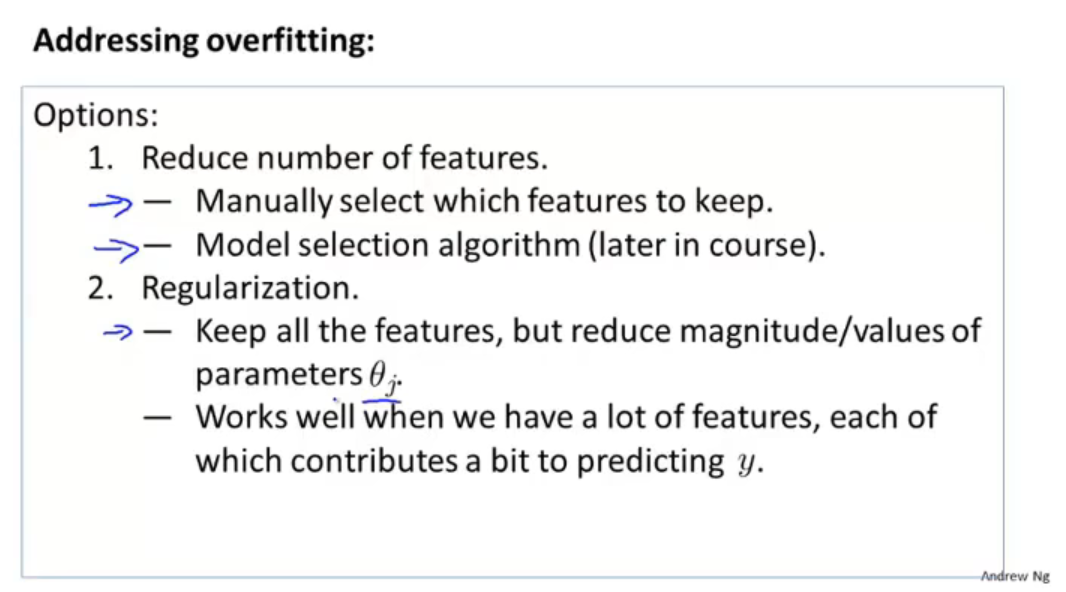 Addressing overfitting:
Options:
1. Reduce number of features.
— Manually select which features to keep.
— Model selection algorithm (later in course).
2. Regularization.
— Keep all the features, but reduce magnitude/values of
parameters θj.
— Works well when we have a lot of features, each of
which contributes a bit to predicting y.
Andrew Ng